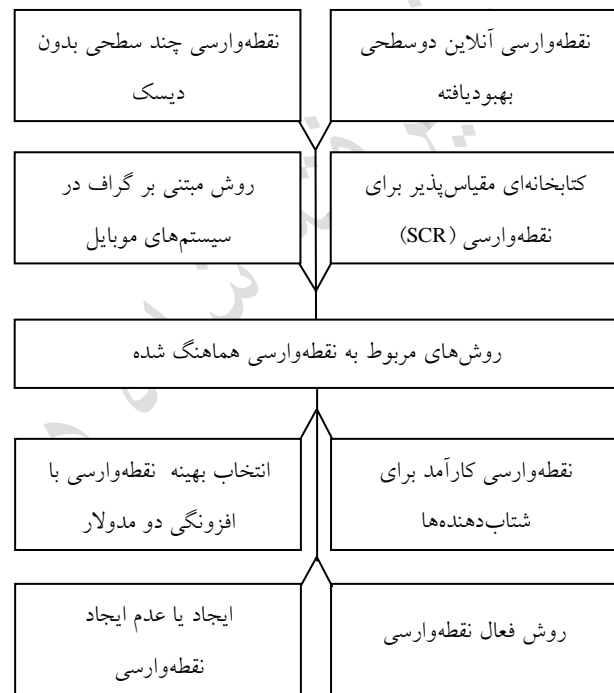 نقطه‌وارسی آنلاین دوسطحی
بهبودیافته
نقطه‌وارسی چند سطحی بدون
دیسک
کتابخانه‌ای مقیاس‌پذیر برای
نقطه‌وارسی (SCR)
روش مبتنی بر گراف در
سیستم‌های موبایل
روش‌های مربوط به نقطه‌وارسی هماهنگ شده
نقطه‌وارسی کارآمد برای
شتاب‌دهنده‌ها
انتخاب بهینه نقطه‌وارسی با
افزونگی دو مدولار
روش فعال نقطه‌وارسی
ایجاد یا عدم ایجاد
نقطه‌وارسی